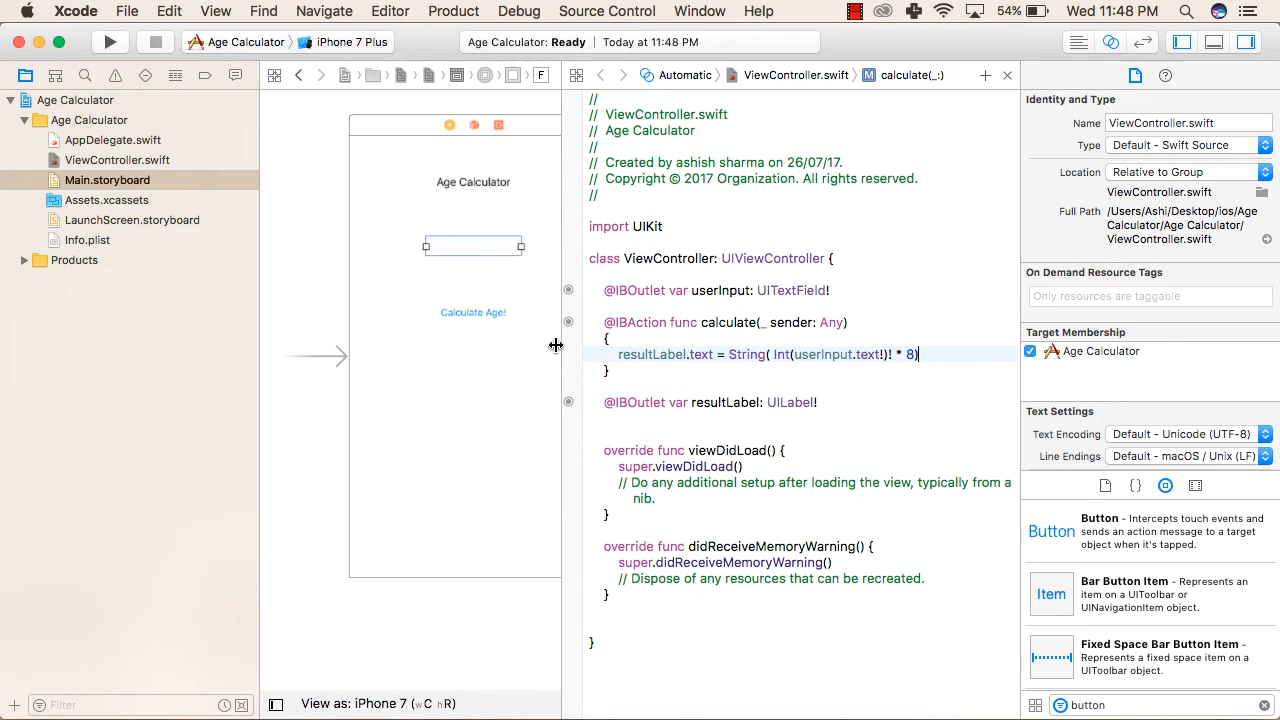 Xcode File Edit View Find Navigate Editor Product Debug Source Control Window Help 54% Wed 11:48 PM
Age Calculator iPhone 7 Plus Age Calculator: Ready Today at 11:48 PM
F Automatic ViewController.swift M calculate(_:)
Age Calculator
Age Calculator
AppDelegate.swift
ViewController.swift
Main.storyboard
Assets.xcassets
LaunchScreen.storyboard
Info.plist
Products
Filter
Age Calculator
Calculate Age!
View as: iPhone 7 (wC hR)
//
// ViewController.swift
// Age Calculator
//
// Created by ashish sharma on 26/07/17.
// Copyright © 2017 Organization. All rights reserved.
//
import UIKit
class ViewController: UIViewController {
@IBOutlet var userInput: UITextField!
@IBAction func calculate(_ sender: Any)
{
resultLabel.text = String( Int(userInput.text!)! * 8)
}
@IBOutlet var resultLabel: UILabel!
override func viewDidLoad() {
super.viewDidLoad()
// Do any additional setup after loading the view, typically from a
nib.
}
override func didReceiveMemoryWarning() {
super.didReceiveMemoryWarning()
// Dispose of any resources that can be recreated.
}
}
Identity and Type
Name ViewController.swift
Type Default - Swift Source
Location Relative to Group
ViewController.swift
Full Path /Users/Ashi/Desktop/ios/Age
Calculator/Age Calculator/
ViewController.swift
On Demand Resource Tags
Only resources are taggable
Target Membership
Age Calculator
Text Settings
Text Encoding Default - Unicode (UTF-8)
Line Endings Default - macOS / Unix (LF)
{ }
Button Button - Intercepts touch events and
sends an action message to a target
object when it's tapped.
Item Bar Button Item - Represents an
item on a UIToolbar or
UINavigationItem object.
Fixed Space Bar Button Item -
Represents a fixed space item on a
UIToolbar object.
button